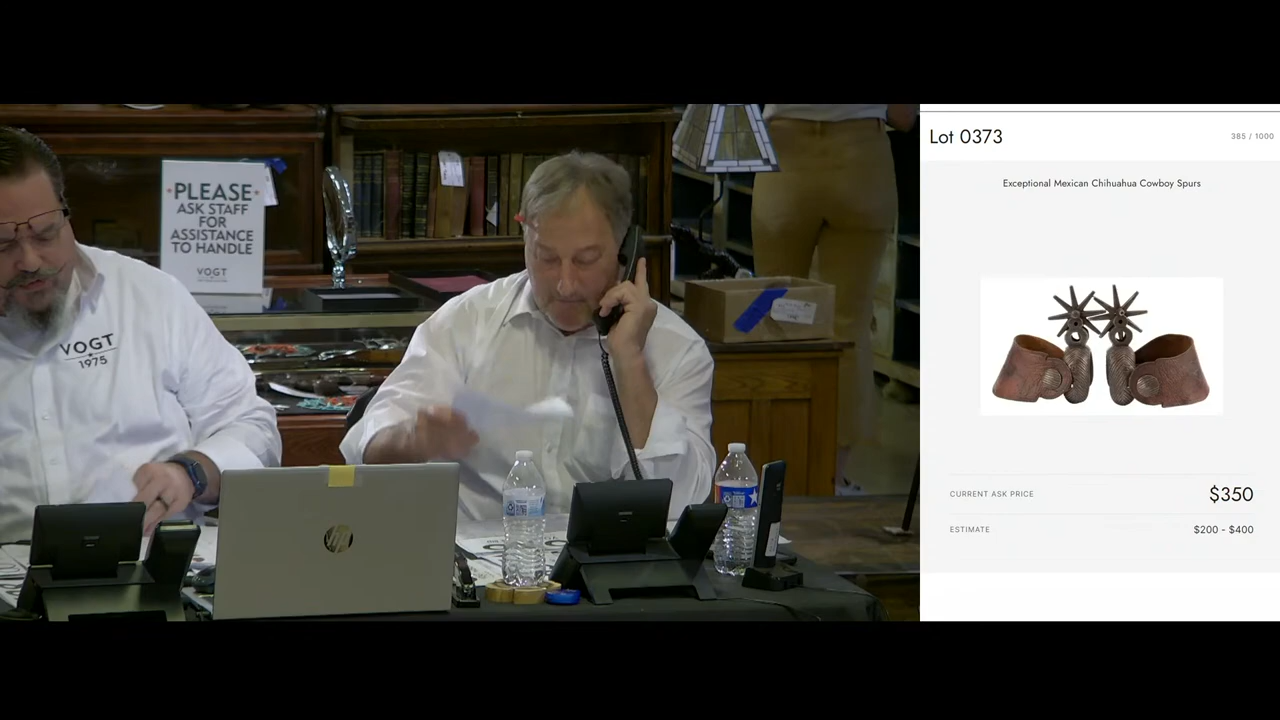 PLEASE
ASK STAFF
FOR
ASSISTANCE
TO HANDLE
VOGT
VOGT
1975
hp
Lot 0373
385 / 1000
Exceptional Mexican Chihuahua Cowboy Spurs
CURRENT ASK PRICE
$350
ESTIMATE
$200 - $400